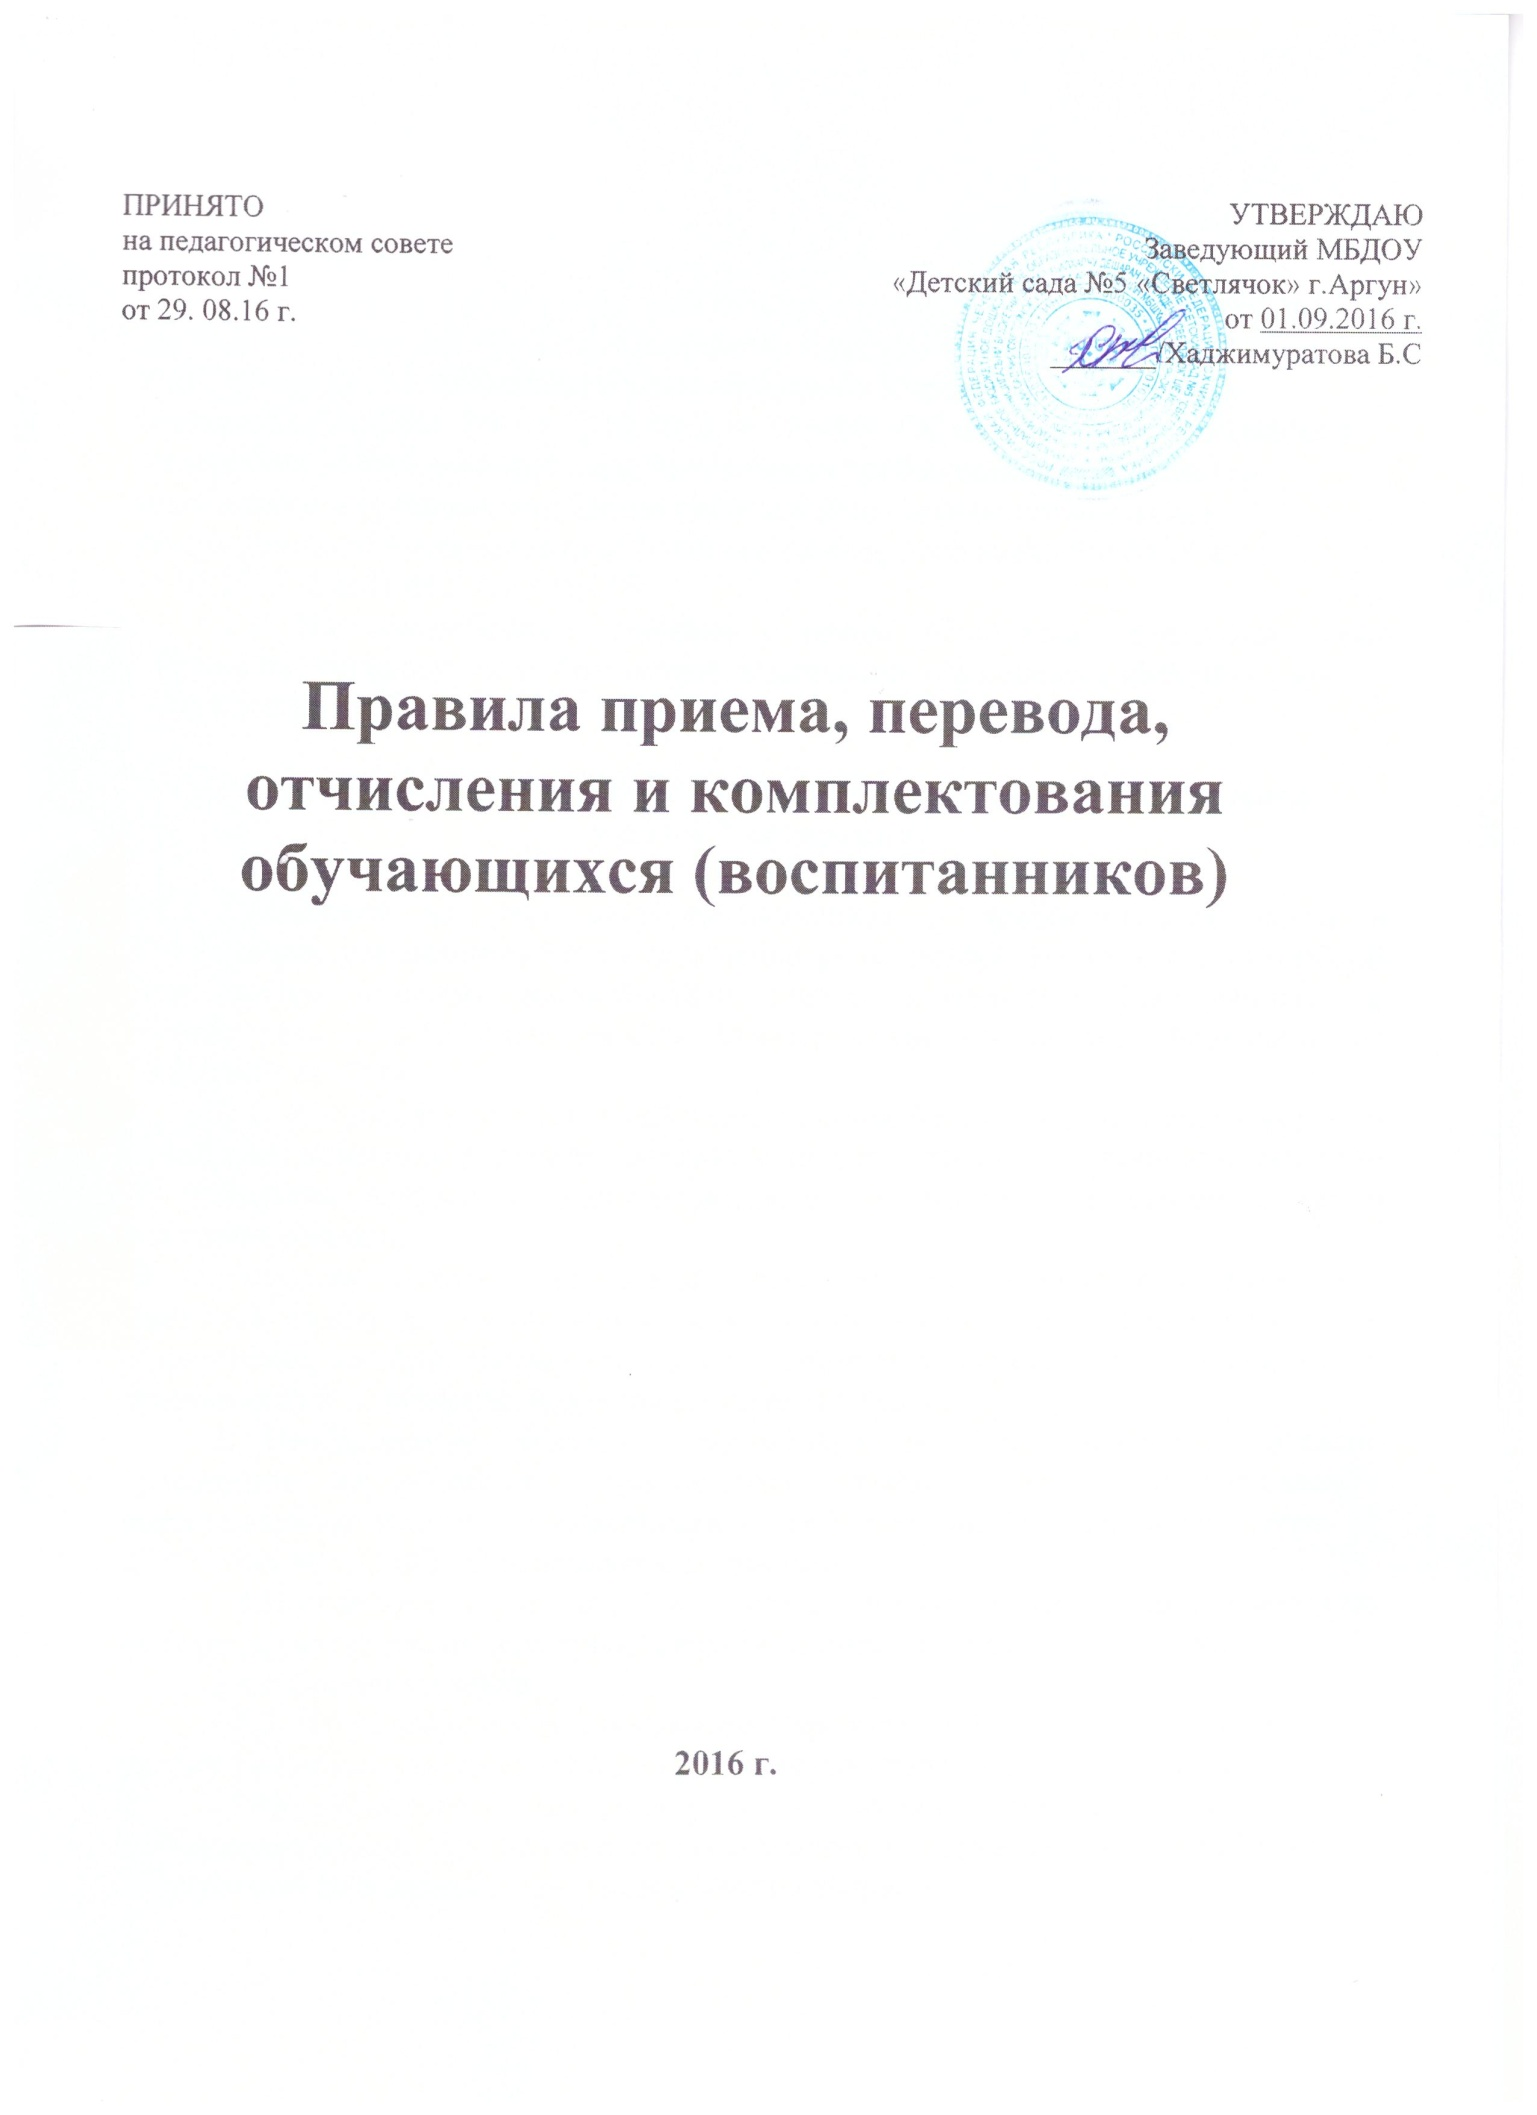 ПРИНЯТО
на педагогическом совете
протокол №1
от 29. 08.16 г.
УТВЕРЖДАЮ
Заведующий МБДОУ
«Детский сада №5 «Светлячок» г.Аргун»
от 01.09.2016 г.
/Хаджимуратова Б.С
Правила приема, перевода,
отчисления и комплектования
обучающихся (воспитанников)
2016 г.